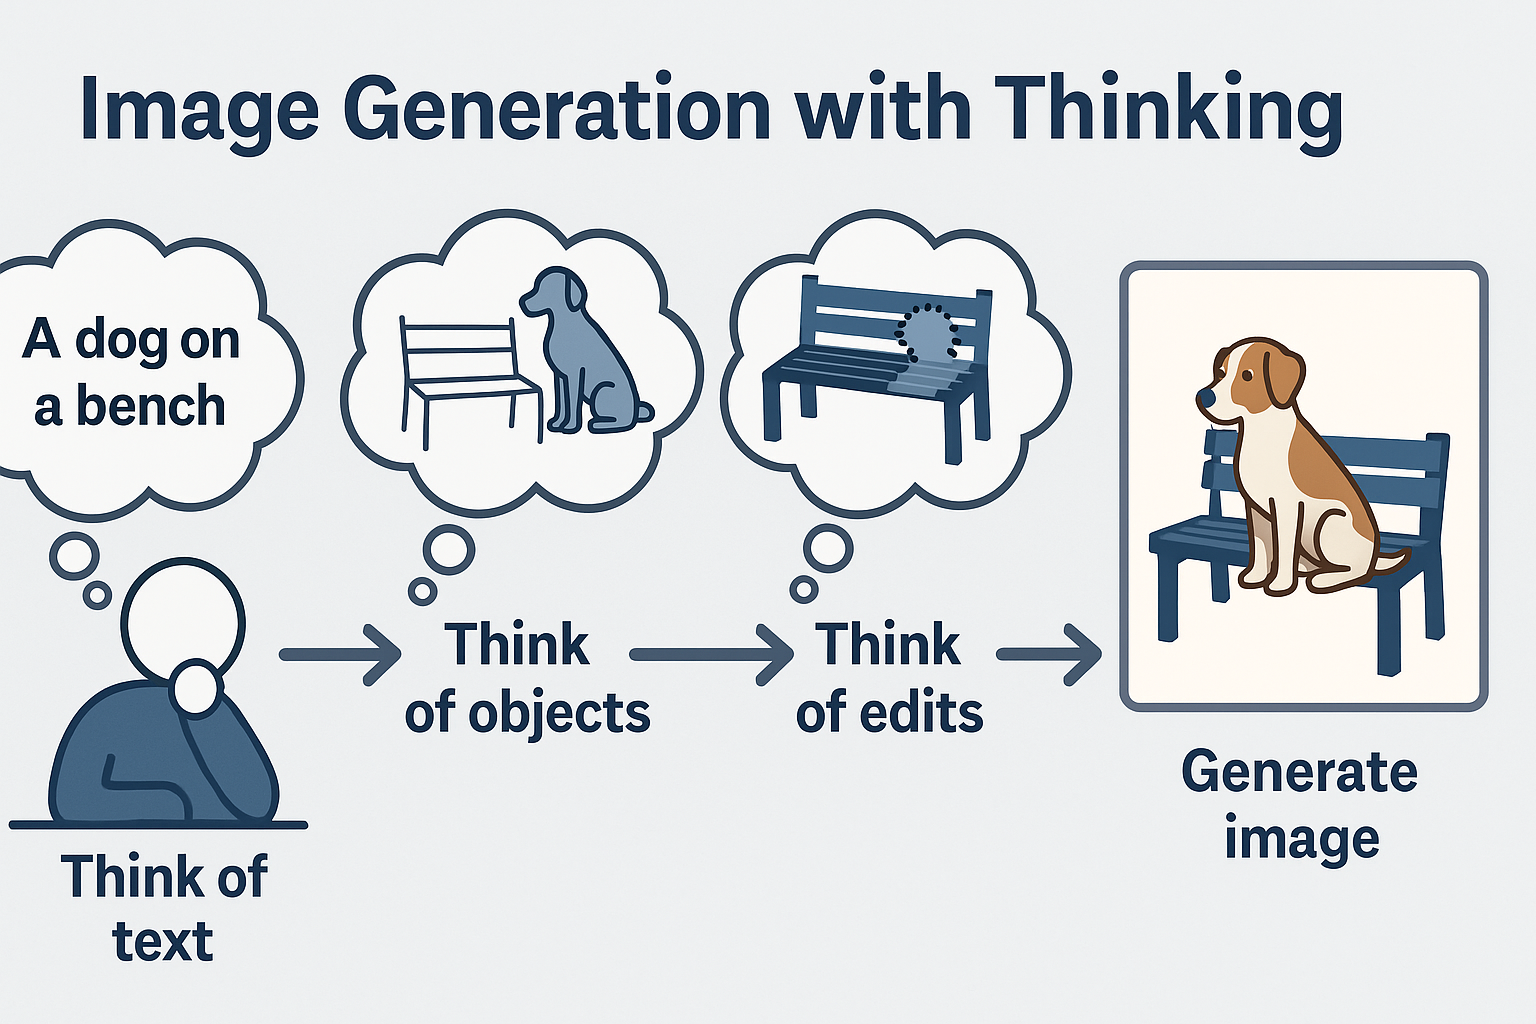 Image Generation with Thinking
A dog on
a bench
Think of
text
Think
of objects
Think
of edits
Generate
image